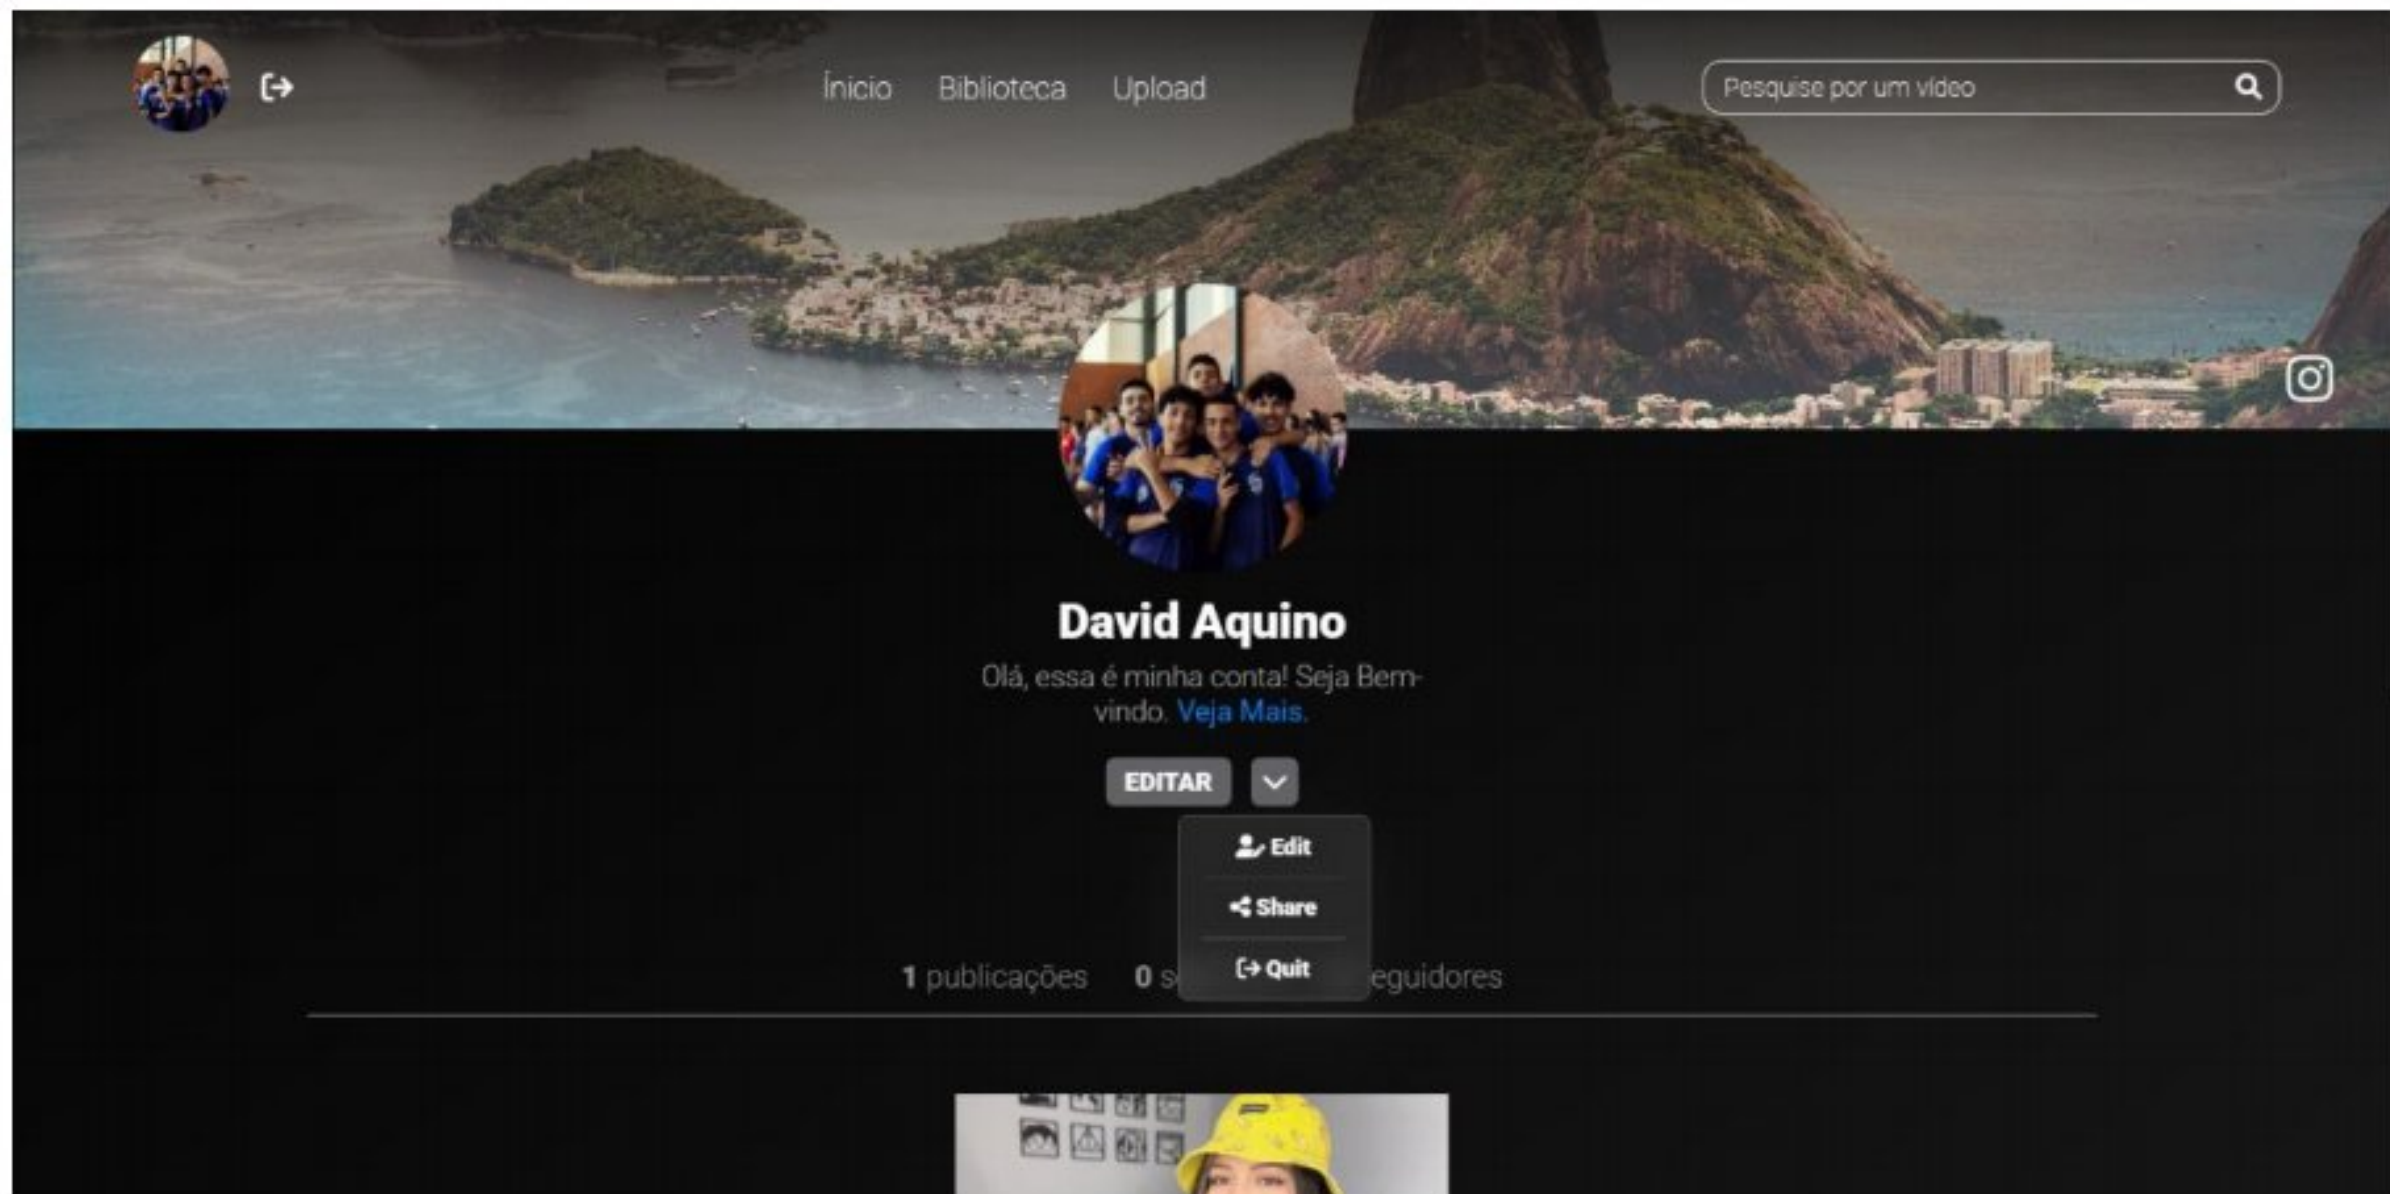 Ínicio Biblioteca Upload
Pesquise por um vídeo
David Aquino
Olá, essa é minha conta! Seja Bem-
vindo. Veja Mais.
EDITAR
Edit
Share
Quit
1 publicações 0 s eguidores